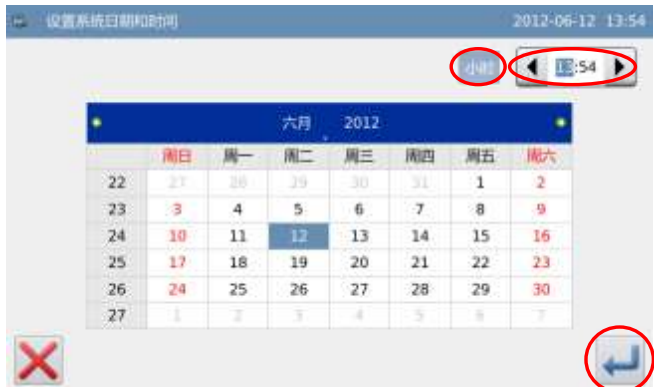 设置系统日期和时间 2012-06-12 13:54
小时 13:54
六月 2012
周日 周一 周二 周三 周四 周五 周六
22 27 28 29 30 31 1 2
23 3 4 5 6 7 8 9
24 10 11 12 13 14 15 16
25 17 18 19 20 21 22 23
26 24 25 26 27 28 29 30
27 1 2 3 4 5 6 7